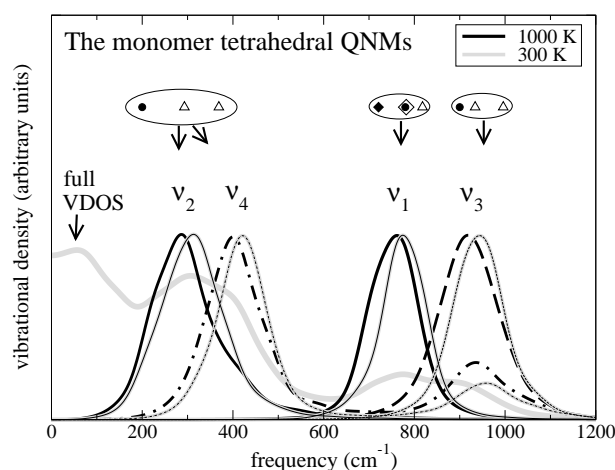 The monomer tetrahedral QNMs
1000 K
300 K
full
VDOS
ν2
ν4
ν1
ν3
vibrational density (arbitrary units)
0 200 400 600 800 1000 1200
frequency (cm⁻¹)